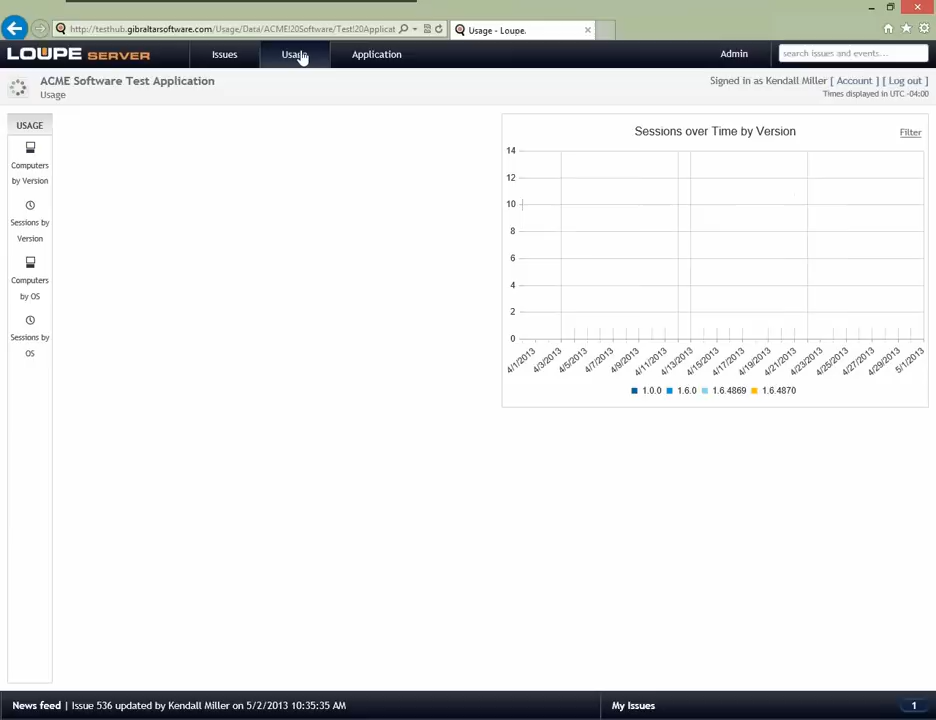 http://testhub.gibraltarsoftware.com/Usage/Data/ACME!20Software/Test!20Applicat
Usage - Loupe.
LOUPE SERVER
Issues
Usage
Application
Admin
search issues and events...
ACME Software Test Application
Usage
Signed in as Kendall Miller [ Account ] [ Log out ]
Times displayed in UTC -04:00
USAGE
Computers
by Version
Sessions by
Version
Computers
by OS
Sessions by
OS
Sessions over Time by Version
Filter
14
12
10
8
6
4
2
0
4/1/2013 4/3/2013 4/5/2013 4/7/2013 4/9/2013 4/11/2013 4/13/2013 4/15/2013 4/17/2013 4/19/2013 4/21/2013 4/23/2013 4/25/2013 4/27/2013 4/29/2013 5/1/2013
1.0.0 1.6.0 1.6.4869 1.6.4870
News feed | Issue 536 updated by Kendall Miller on 5/2/2013 10:35:35 AM
My Issues
1